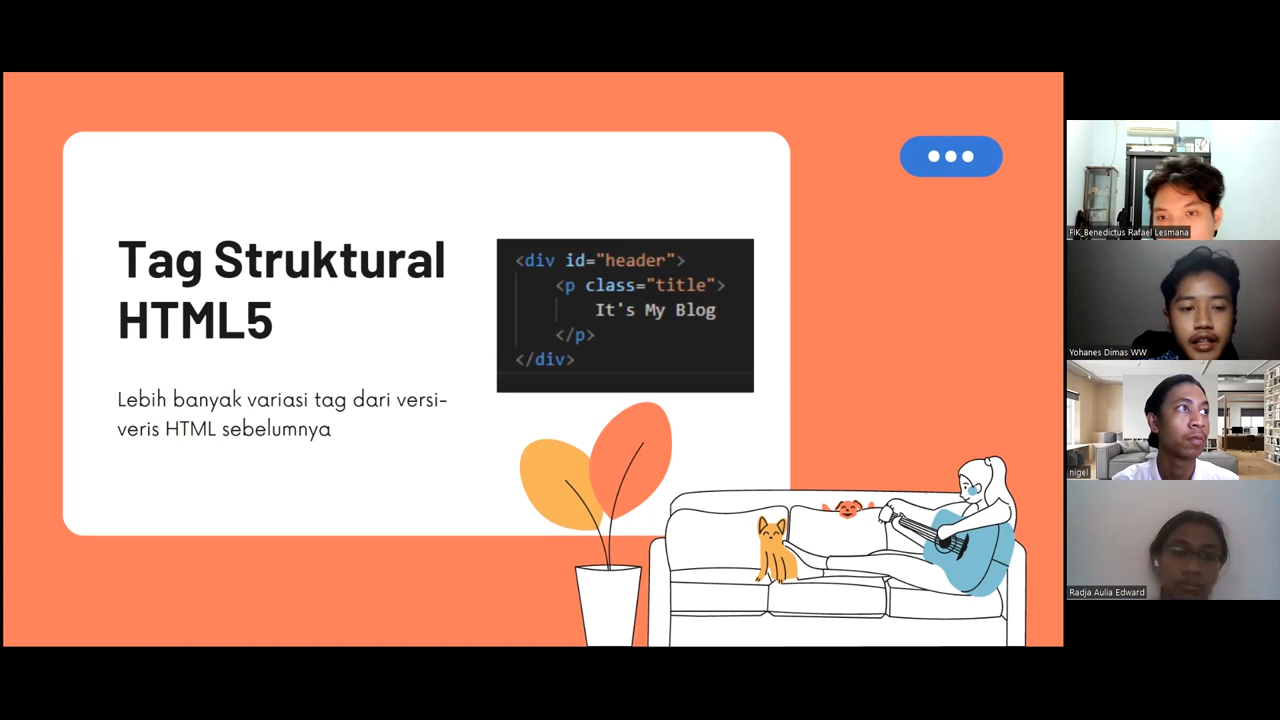 Tag Struktural
HTML5
Lebih banyak variasi tag dari versi-
veris HTML sebelumnya
<div id="header">
<p class="title">
It's My Blog
</p>
</div>
FIK_Benedictus Rafael Lesmana
Yohanes Dimas WW
nigel
Radja Aulia Edward